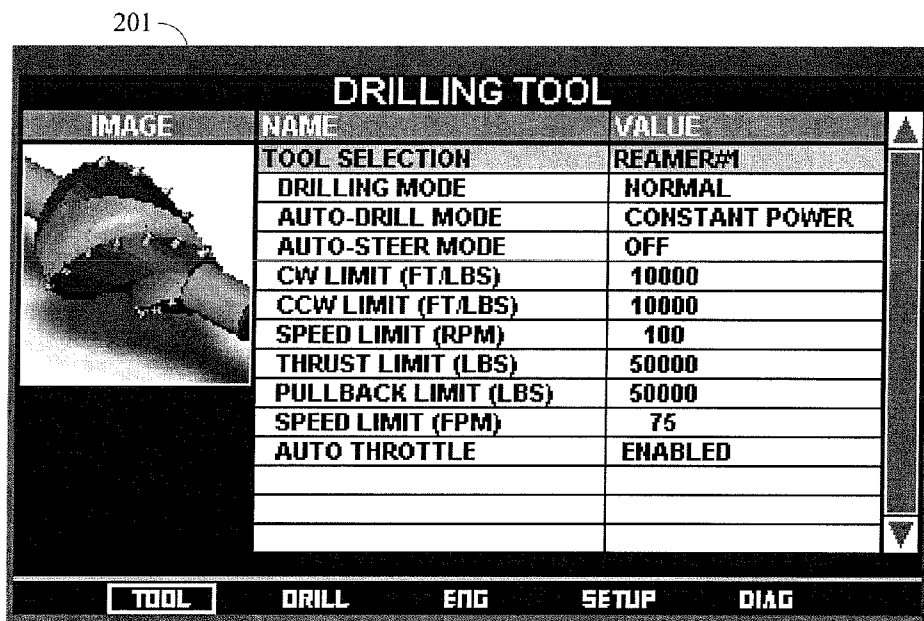 201
DRILLING TOOL
IMAGE NAME VALUE
TOOL SELECTION REAMER#1
DRILLING MODE NORMAL
AUTO-DRILL MODE CONSTANT POWER
AUTO-STEER MODE OFF
CW LIMIT (FT/LBS) 10000
CCW LIMIT (FT/LBS) 10000
SPEED LIMIT (RPM) 100
THRUST LIMIT (LBS) 50000
PULLBACK LIMIT (LBS) 50000
SPEED LIMIT (FPM) 75
AUTO THROTTLE ENABLED
TOOL DRILL ENG SETUP DIAG